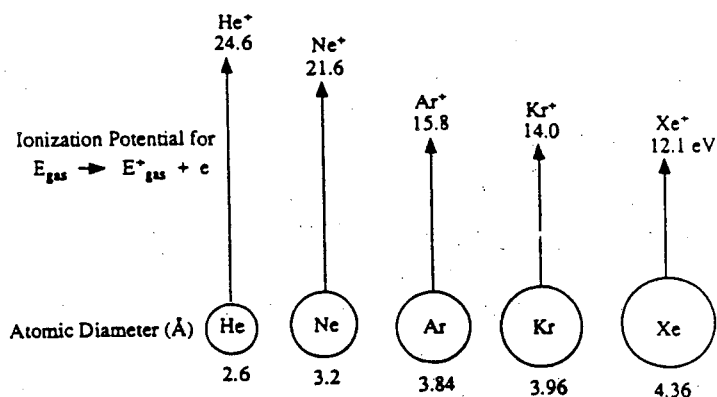 He⁺
24.6
Ne⁺
21.6
Ar⁺
15.8
Kr⁺
14.0
Xe⁺
12.1 eV
Ionization Potential for
E_gas → E⁺_gas + e
Atomic Diameter (Å)
He
Ne
Ar
Kr
Xe
2.6
3.2
3.84
3.96
4.36